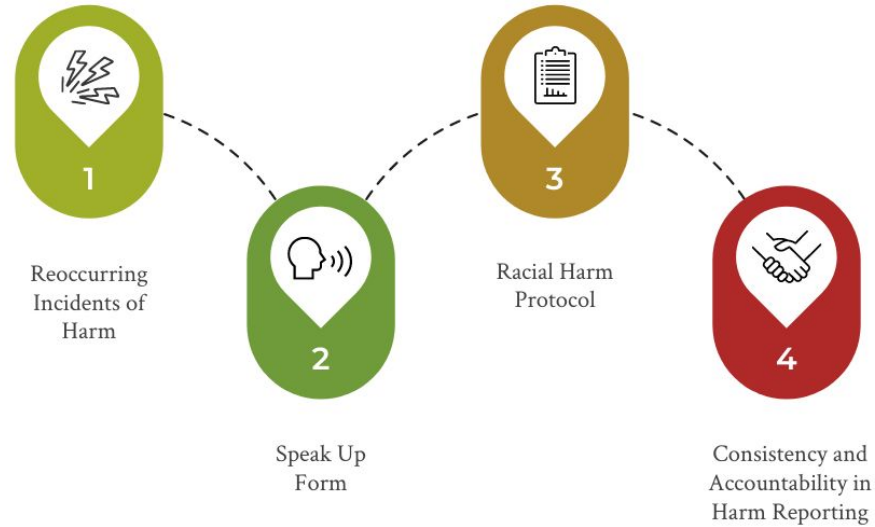 1
Reoccurring
Incidents of
Harm
2
Speak Up
Form
3
Racial Harm
Protocol
4
Consistency and
Accountability in
Harm Reporting